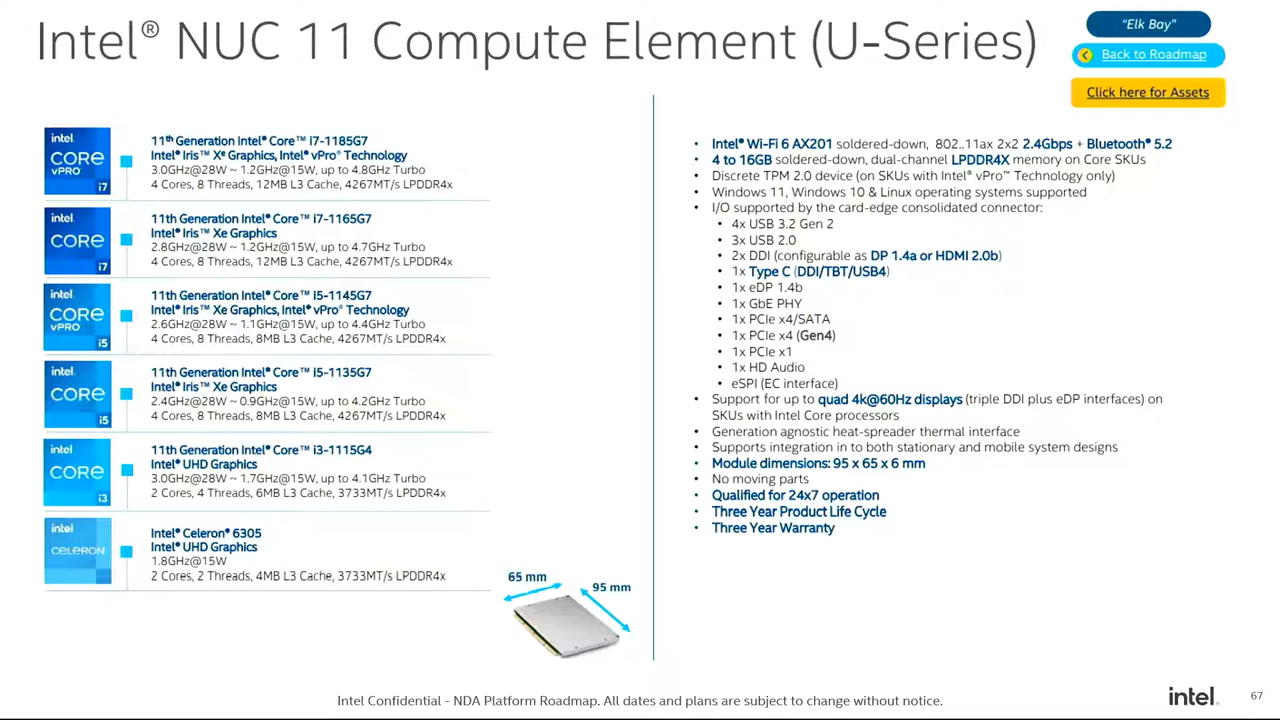 Intel® NUC 11 Compute Element (U-Series)
“Elk Bay”
Back to Roadmap
Click here for Assets
intel
CORE
vPRO
i7
11th Generation Intel® Core™ i7-1185G7
Intel® Iris™ Xe Graphics, Intel® vPro® Technology
3.0GHz@28W ~ 1.2GHz@15W, up to 4.8GHz Turbo
4 Cores, 8 Threads, 12MB L3 Cache, 4267MT/s LPDDR4x
intel
CORE
i7
11th Generation Intel® Core™ i7-1165G7
Intel® Iris™ Xe Graphics
2.8GHz@28W ~ 1.2GHz@15W, up to 4.7GHz Turbo
4 Cores, 8 Threads, 12MB L3 Cache, 4267MT/s LPDDR4x
intel
CORE
vPRO
i5
11th Generation Intel® Core™ i5-1145G7
Intel® Iris™ Xe Graphics, Intel® vPro® Technology
2.6GHz@28W ~ 1.1GHz@15W, up to 4.4GHz Turbo
4 Cores, 8 Threads, 8MB L3 Cache, 4267MT/s LPDDR4x
intel
CORE
i5
11th Generation Intel® Core™ i5-1135G7
Intel® Iris™ Xe Graphics
2.4GHz@28W ~ 0.9GHz@15W, up to 4.2GHz Turbo
4 Cores, 8 Threads, 8MB L3 Cache, 4267MT/s LPDDR4x
intel
CORE
i3
11th Generation Intel® Core™ i3-1115G4
Intel® UHD Graphics
3.0GHz@28W ~ 1.7GHz@15W, up to 4.1GHz Turbo
2 Cores, 4 Threads, 6MB L3 Cache, 3733MT/s LPDDR4x
intel
CELERON
Intel® Celeron® 6305
Intel® UHD Graphics
1.8GHz@15W
2 Cores, 2 Threads, 4MB L3 Cache, 3733MT/s LPDDR4x
65 mm
95 mm
• Intel® Wi-Fi 6 AX201 soldered-down, 802..11ax 2x2 2.4Gbps + Bluetooth® 5.2
• 4 to 16GB soldered-down, dual-channel LPDDR4X memory on Core SKUs
• Discrete TPM 2.0 device (on SKUs with Intel® vPro™ Technology only)
• Windows 11, Windows 10 & Linux operating systems supported
• I/O supported by the card-edge consolidated connector:
• 4x USB 3.2 Gen 2
• 3x USB 2.0
• 2x DDI (configurable as DP 1.4a or HDMI 2.0b)
• 1x Type C (DDI/TBT/USB4)
• 1x eDP 1.4b
• 1x GbE PHY
• 1x PCIe x4/SATA
• 1x PCIe x4 (Gen4)
• 1x PCIe x1
• 1x HD Audio
• eSPI (EC interface)
• Support for up to quad 4k@60Hz displays (triple DDI plus eDP interfaces) on
SKUs with Intel Core processors
• Generation agnostic heat-spreader thermal interface
• Supports integration in to both stationary and mobile system designs
• Module dimensions: 95 x 65 x 6 mm
• No moving parts
• Qualified for 24x7 operation
• Three Year Product Life Cycle
• Three Year Warranty
Intel Confidential - NDA Platform Roadmap. All dates and plans are subject to change without notice.
intel.
67